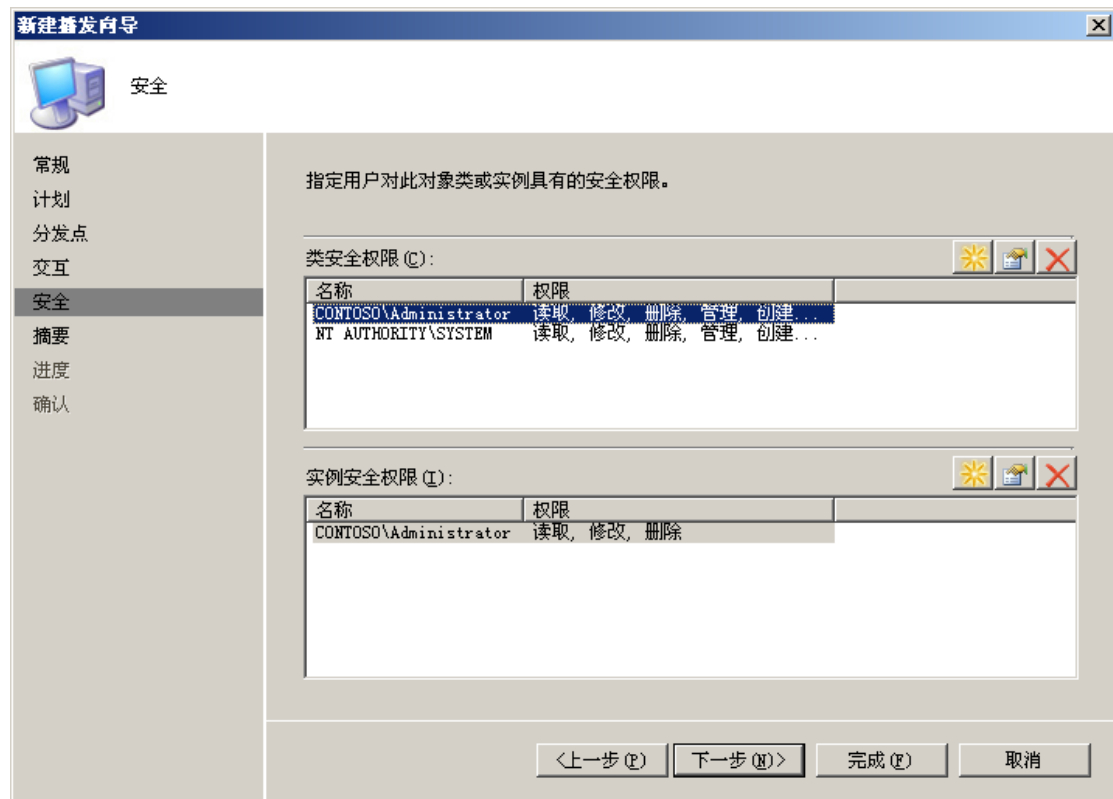 新建播发向导
安全
常规
计划
分发点
交互
安全
摘要
进度
确认
指定用户对此对象类或实例具有的安全权限。
类安全权限(C):
名称 权限
CONTOSO\Administrator 读取, 修改, 删除, 管理, 创建...
NT AUTHORITY\SYSTEM 读取, 修改, 删除, 管理, 创建...
实例安全权限(I):
名称 权限
CONTOSO\Administrator 读取, 修改, 删除
<上一步(P) 下一步(N)> 完成(F) 取消